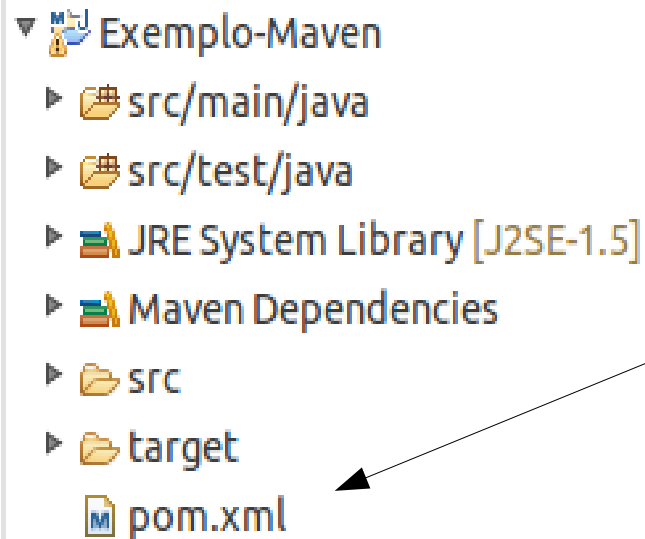 Exemplo-Maven
src/main/java
src/test/java
JRE System Library [J2SE-1.5]
Maven Dependencies
src
target
pom.xml